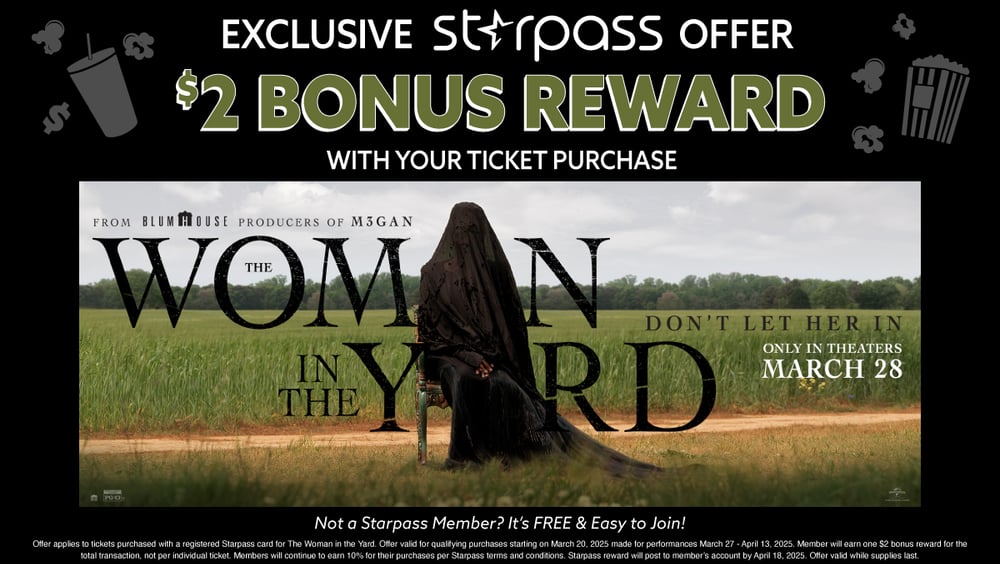 EXCLUSIVE starpass OFFER
$2 BONUS REWARD
WITH YOUR TICKET PURCHASE
FROM BLUMHOUSE PRODUCERS OF M3GAN
THE
WOMAN
IN
THE
YARD
DON'T LET HER IN
ONLY IN THEATERS
MARCH 28
PG-13
Not a Starpass Member? It's FREE & Easy to Join!
Offer applies to tickets purchased with a registered Starpass card for The Woman in the Yard. Offer valid for qualifying purchases starting on March 20, 2025 made for performances March 27 - April 13, 2025. Member will earn one $2 bonus reward for the
total transaction, not per individual ticket. Members will continue to earn 10% for their purchases per Starpass terms and conditions. Starpass reward will post to member's account by April 18, 2025. Offer valid while supplies last.